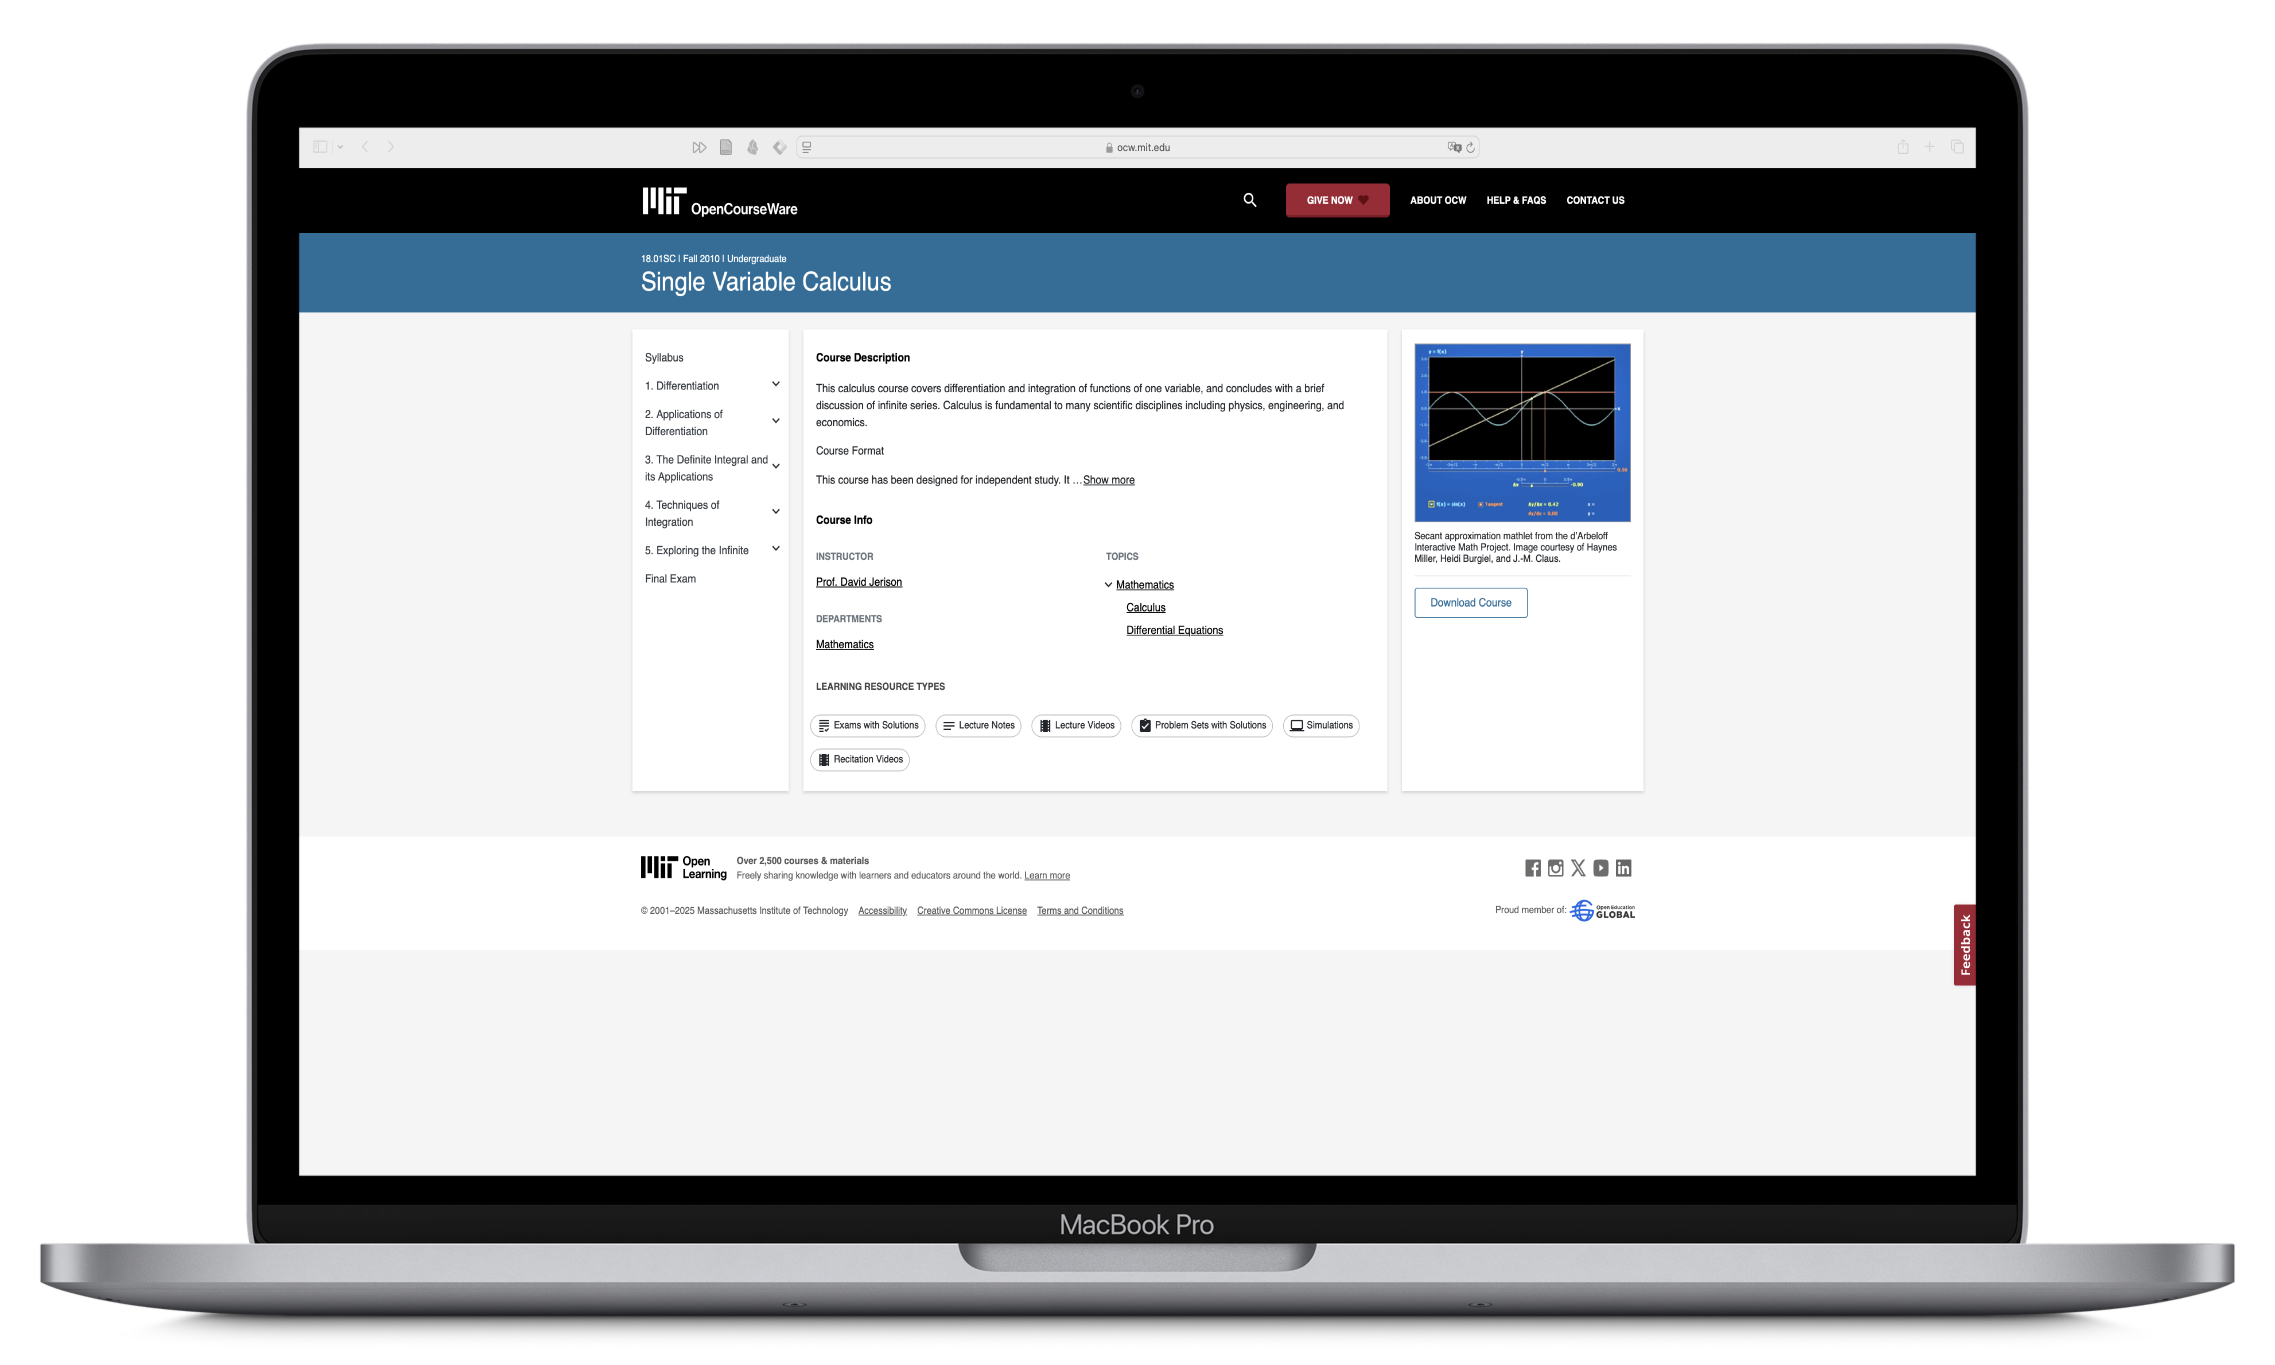 ocw.mit.edu
MIT OpenCourseWare
GIVE NOW
ABOUT OCW
HELP & FAQS
CONTACT US
18.01SC | Fall 2010 | Undergraduate
Single Variable Calculus
Syllabus
1. Differentiation
2. Applications of
Differentiation
3. The Definite Integral and
its Applications
4. Techniques of
Integration
5. Exploring the Infinite
Final Exam
Course Description
This calculus course covers differentiation and integration of functions of one variable, and concludes with a brief
discussion of infinite series. Calculus is fundamental to many scientific disciplines including physics, engineering, and
economics.
Course Format
This course has been designed for independent study. It …Show more
Course Info
INSTRUCTOR
Prof. David Jerison
DEPARTMENTS
Mathematics
TOPICS
Mathematics
Calculus
Differential Equations
LEARNING RESOURCE TYPES
Exams with Solutions
Lecture Notes
Lecture Videos
Problem Sets with Solutions
Simulations
Recitation Videos
y = f(x)
f(x) = sin(x)
Tangent
Δy/Δx = 0.42
Secant approximation mathlet from the d'Arbeloff
Interactive Math Project. Image courtesy of Haynes
Miller, Heidi Burgiel, and J.-M. Claus.
Download Course
MIT Open
Learning
Over 2,500 courses & materials
Freely sharing knowledge with learners and educators around the world. Learn more
© 2001–2025 Massachusetts Institute of Technology
Accessibility
Creative Commons License
Terms and Conditions
Proud member of:
Open Education
GLOBAL
Feedback
MacBook Pro